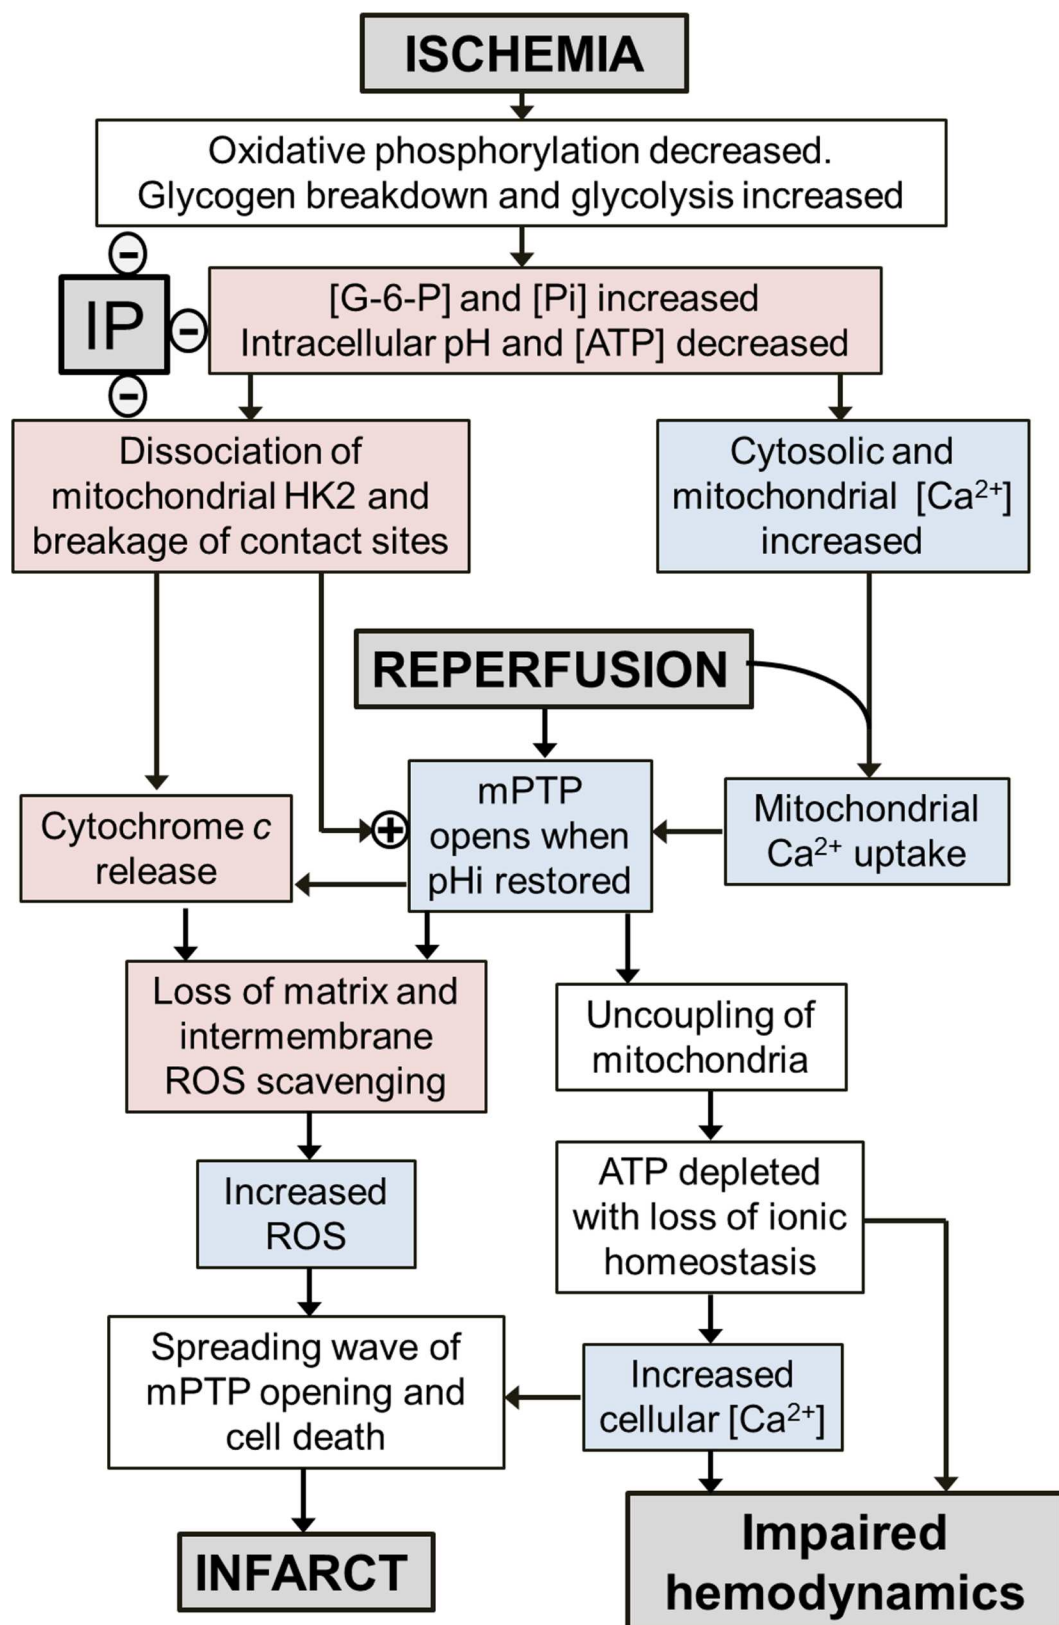 ISCHEMIA
Oxidative phosphorylation decreased.
Glycogen breakdown and glycolysis increased
-
IP
-
[G-6-P] and [Pi] increased
Intracellular pH and [ATP] decreased
-
Dissociation of
mitochondrial HK2 and
breakage of contact sites
Cytosolic and
mitochondrial [Ca²⁺]
increased
REPERFUSION
mPTP
opens when
pHi restored
+
Mitochondrial
Ca²⁺ uptake
Cytochrome c
release
Loss of matrix and
intermembrane
ROS scavenging
Uncoupling of
mitochondria
Increased
ROS
ATP depleted
with loss of ionic
homeostasis
Spreading wave of
mPTP opening and
cell death
Increased
cellular [Ca²⁺]
INFARCT
Impaired
hemodynamics